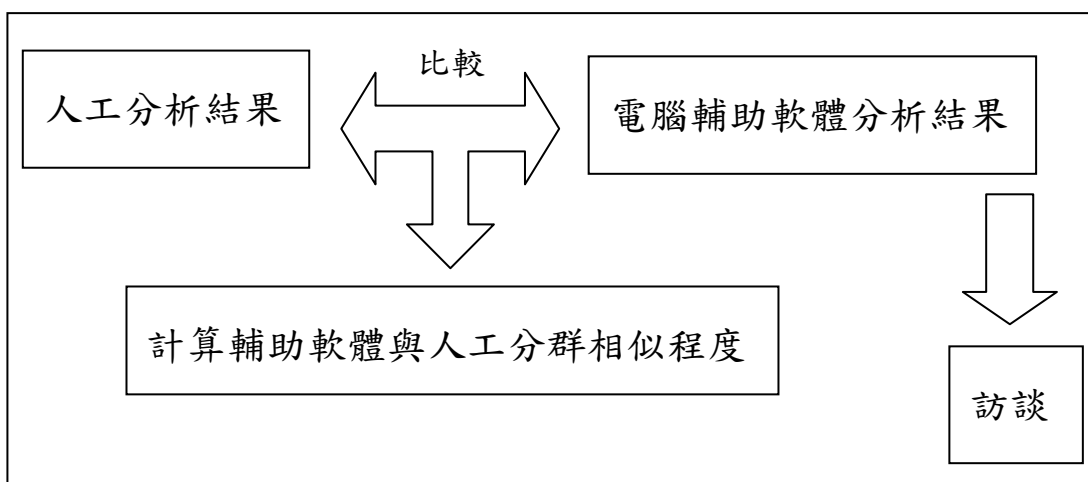 比較
人工分析結果
電腦輔助軟體分析結果
計算輔助軟體與人工分群相似程度
訪談